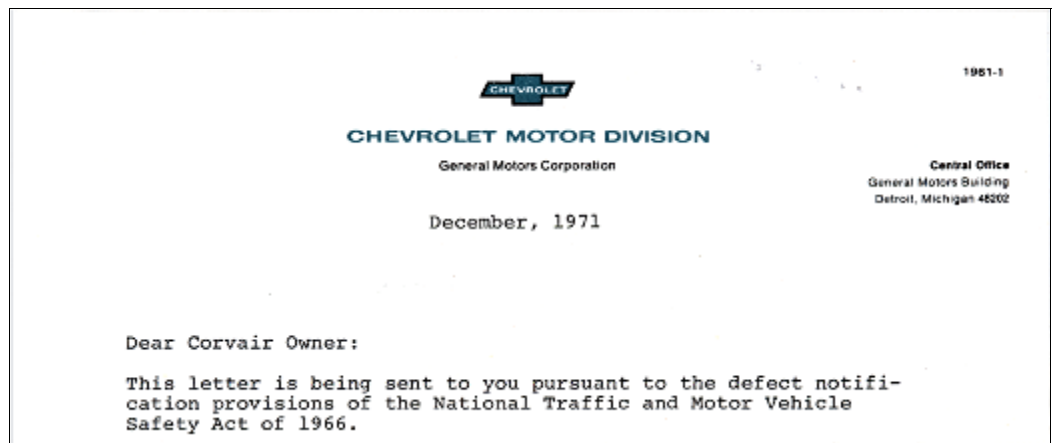 1961-1
CHEVROLET
CHEVROLET MOTOR DIVISION
General Motors Corporation
Central Office
General Motors Building
Detroit, Michigan 48202
December, 1971
Dear Corvair Owner:
This letter is being sent to you pursuant to the defect notifi-
cation provisions of the National Traffic and Motor Vehicle
Safety Act of 1966.